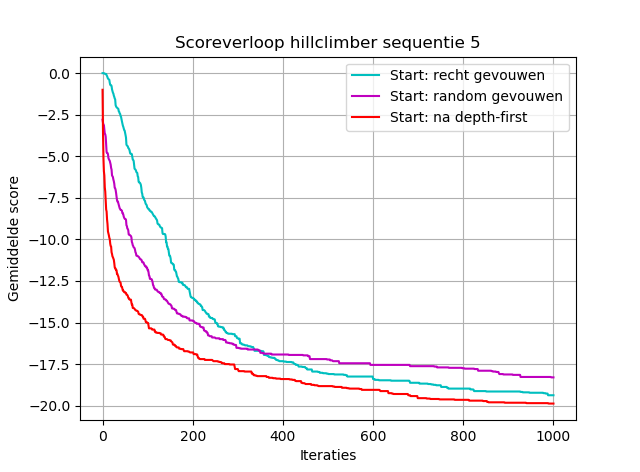 Scoreverloop hillclimber sequentie 5
Start: recht gevouwen
Start: random gevouwen
Start: na depth-first
Gemiddelde score
0.0
−2.5
−5.0
−7.5
−10.0
−12.5
−15.0
−17.5
−20.0
0 200 400 600 800 1000
Iteraties